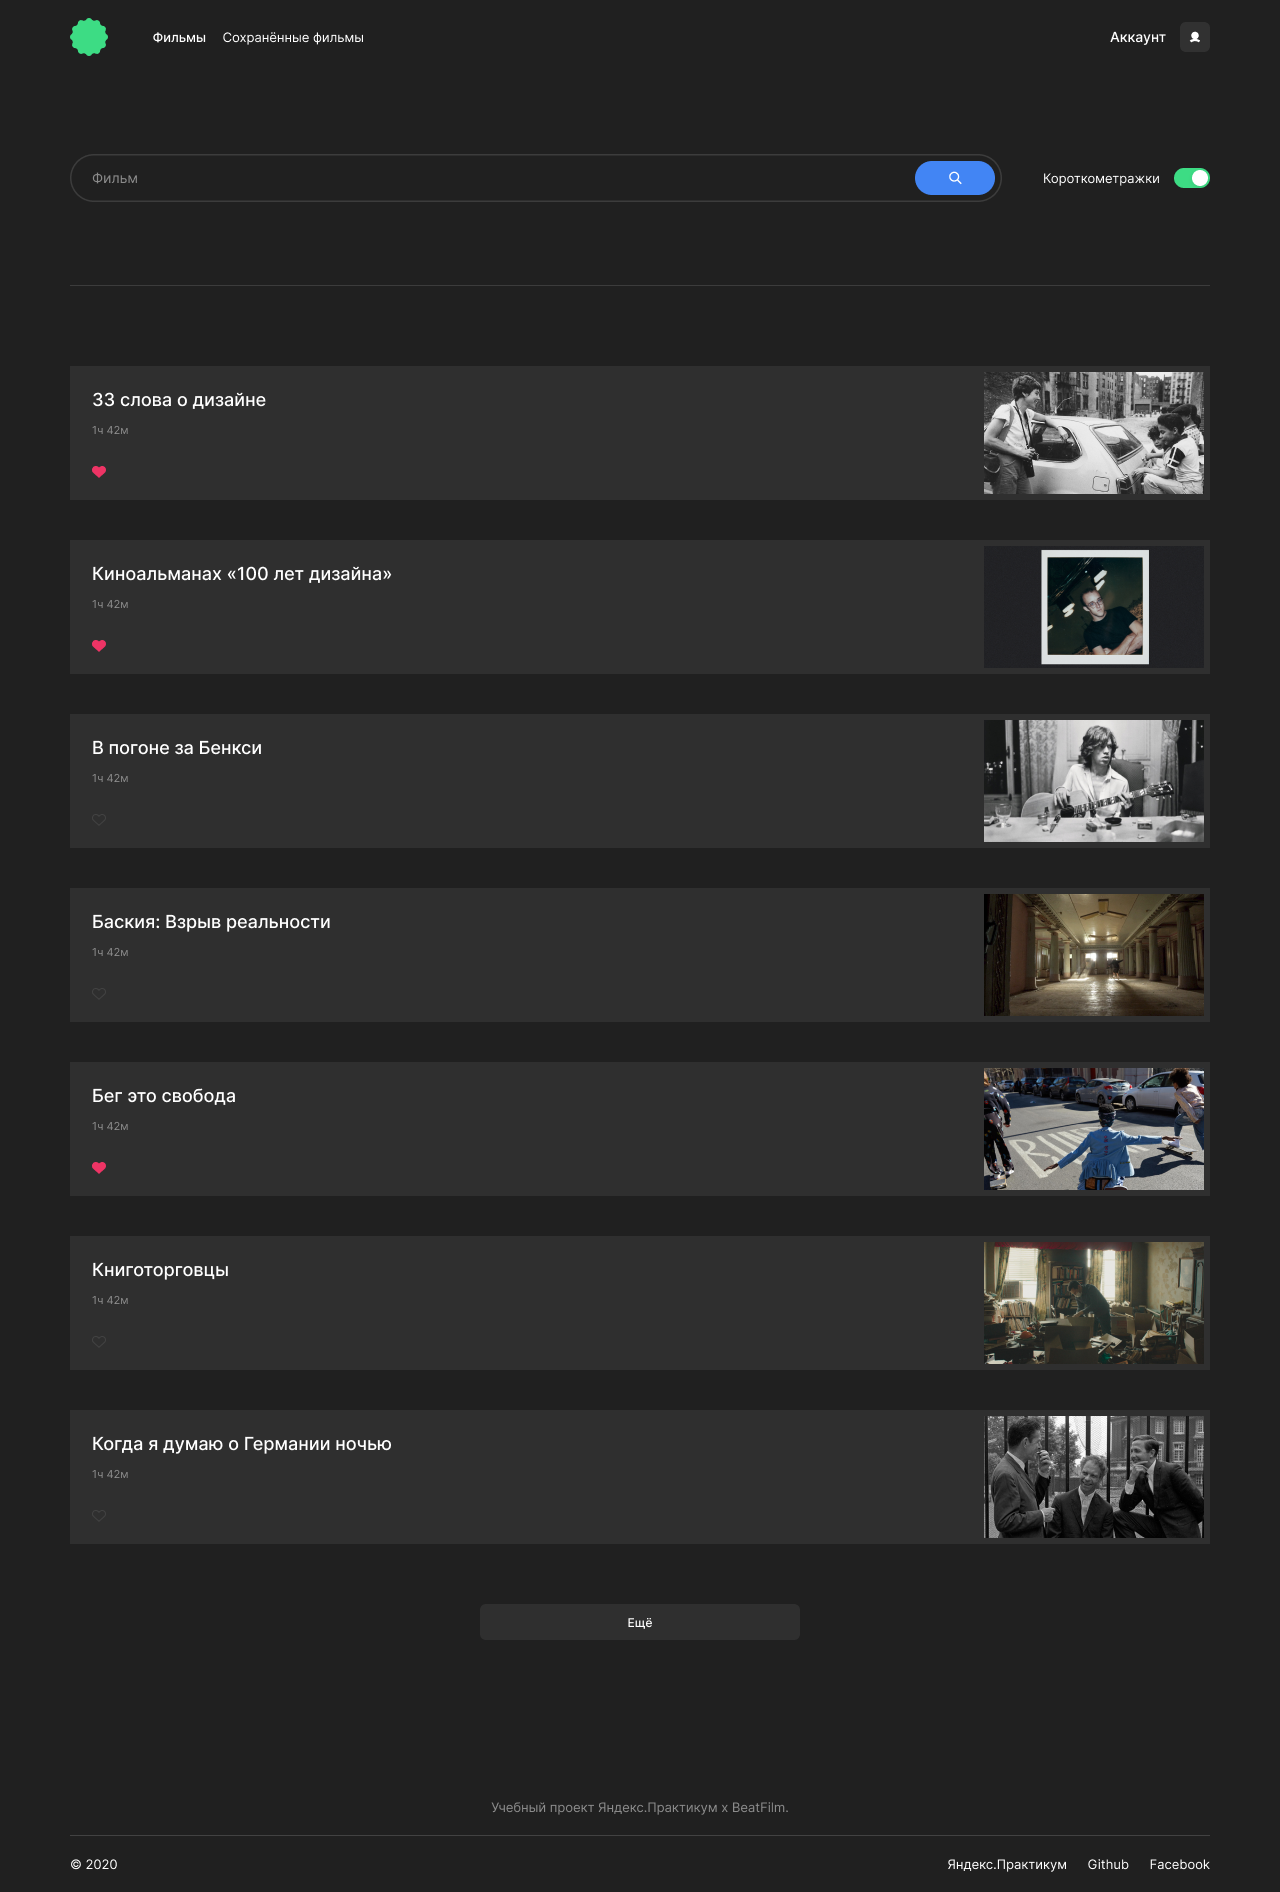 Фильмы Сохранённые фильмы Аккаунт
Фильм
Короткометражки
33 слова о дизайне
1ч 42м
Киноальманах «100 лет дизайна»
1ч 42м
В погоне за Бенкси
1ч 42м
Баския: Взрыв реальности
1ч 42м
Бег это свобода
1ч 42м
Книготорговцы
1ч 42м
Когда я думаю о Германии ночью
1ч 42м
Ещё
Учебный проект Яндекс.Практикум х BeatFilm.
© 2020 Яндекс.Практикум Github Facebook